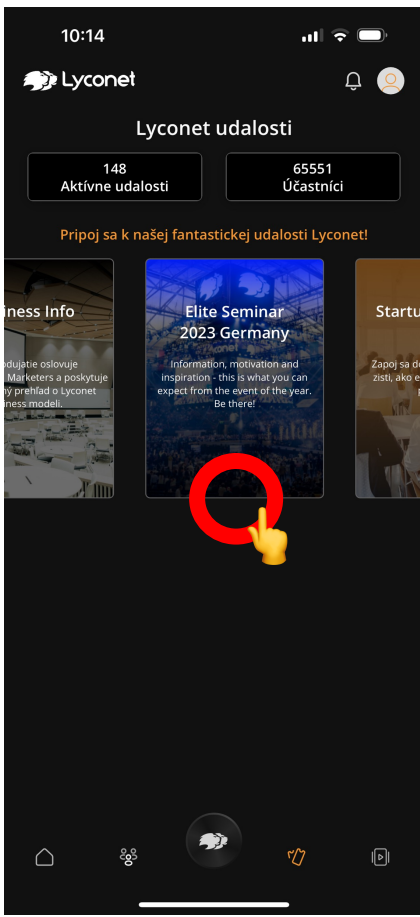 10:14
Lyconet
Lyconet udalosti
148
Aktívne udalosti
65551
Účastníci
Pripoj sa k našej fantastickej udalosti Lyconet!
iness Info
odujatie oslovuje
Marketers a poskytuje
ný prehľad o Lyconet
iness modeli.
Elite Seminar
2023 Germany
Information, motivation and
inspiration - this is what you can
expect from the event of the year.
Be there!
Startu
Zapoj sa d
zisti, ako e